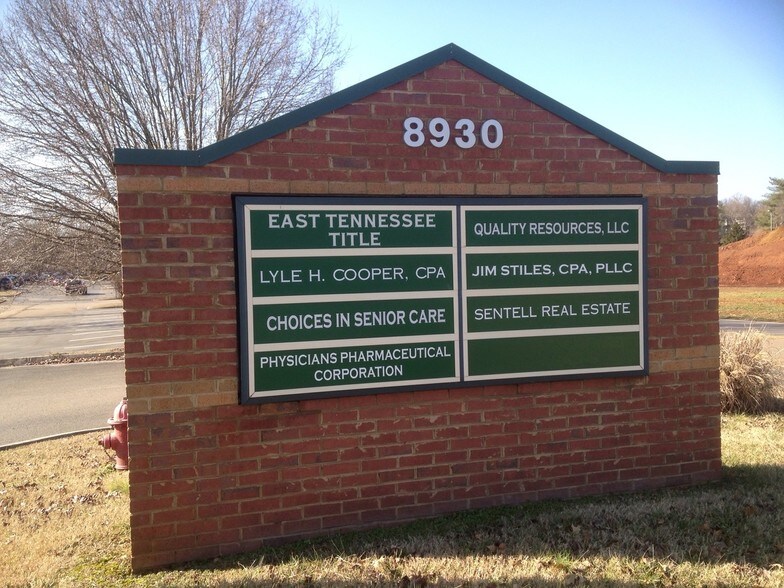 8930
EAST TENNESSEE
TITLE
LYLE H. COOPER, CPA
CHOICES IN SENIOR CARE
PHYSICIANS PHARMACEUTICAL
CORPORATION
QUALITY RESOURCES, LLC
JIM STILES, CPA, PLLC
SENTELL REAL ESTATE